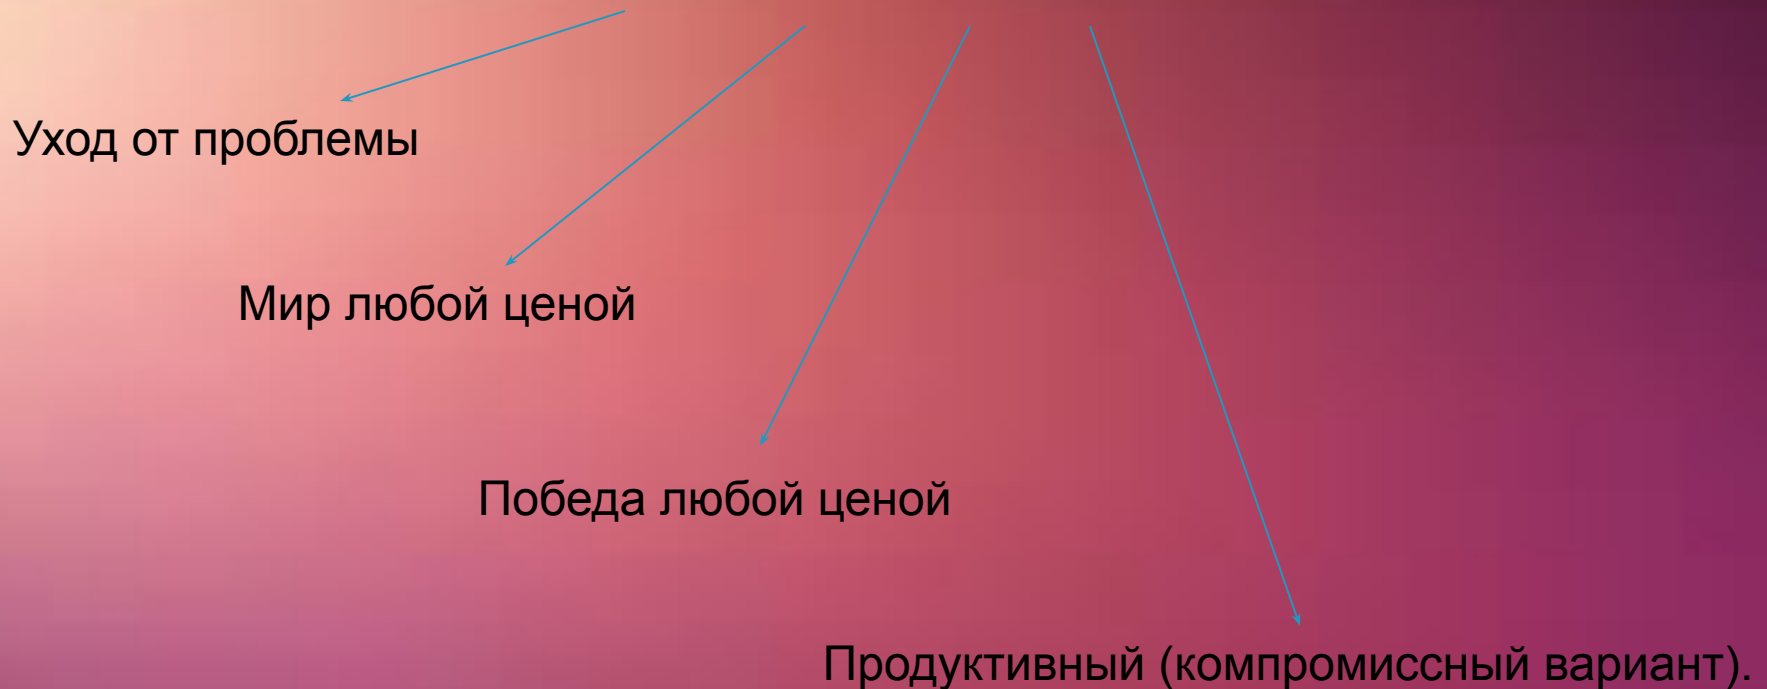 Уход от проблемы
Мир любой ценой
Победа любой ценой
Продуктивный (компромиссный вариант).